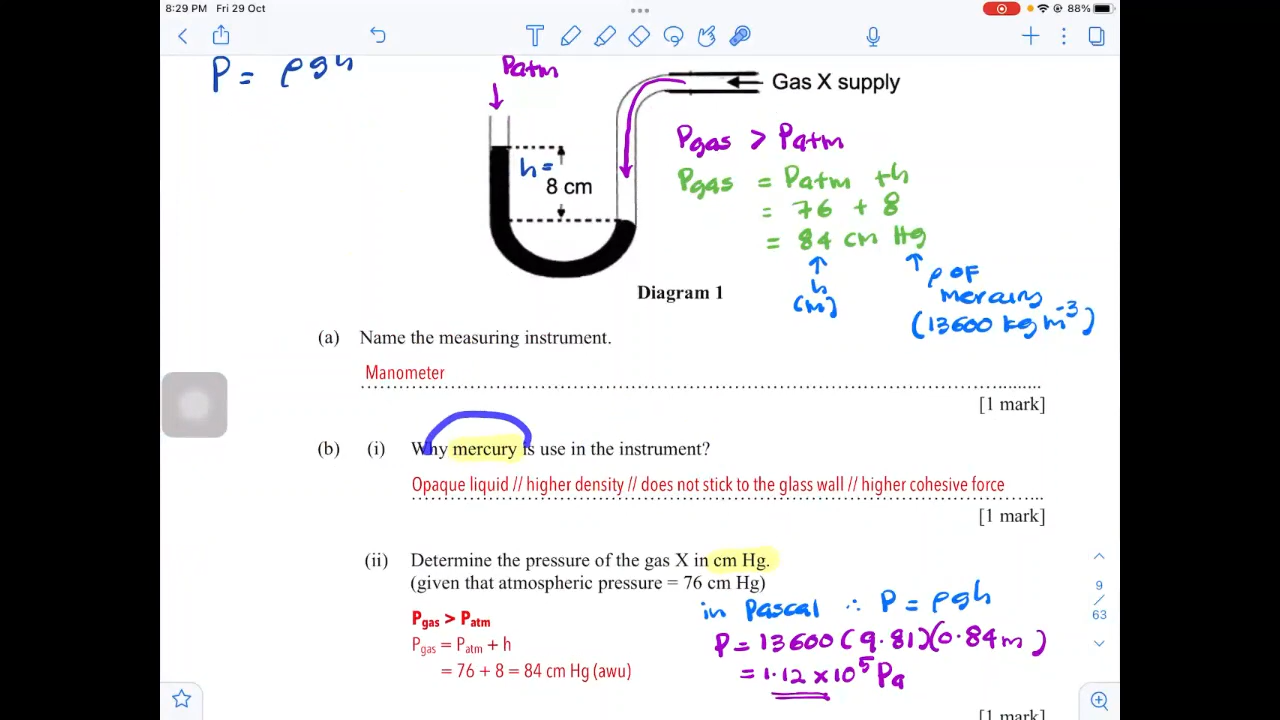 8:29 PM Fri 29 Oct
88%
P = ρgh
Patm
Gas X supply
h =
8 cm
Pgas > Patm
Pgas = Patm + h
= 76 + 8
= 84 cm Hg
↑ ↑
h
(m)
ρ OF
mercury
(13600 kg m⁻³)
Diagram 1
(a) Name the measuring instrument.
Manometer
[1 mark]
(b) (i) Why mercury is use in the instrument?
Opaque liquid // higher density // does not stick to the glass wall // higher cohesive force
[1 mark]
(ii) Determine the pressure of the gas X in cm Hg.
(given that atmospheric pressure = 76 cm Hg)
Pgas > Patm
Pgas = Patm + h
= 76 + 8 = 84 cm Hg (awu)
in Pascal ∴ P = ρgh
P = 13600 (9.81)(0.84m)
= 1.12 × 10⁵ Pa
[1 mark]
9
/
63